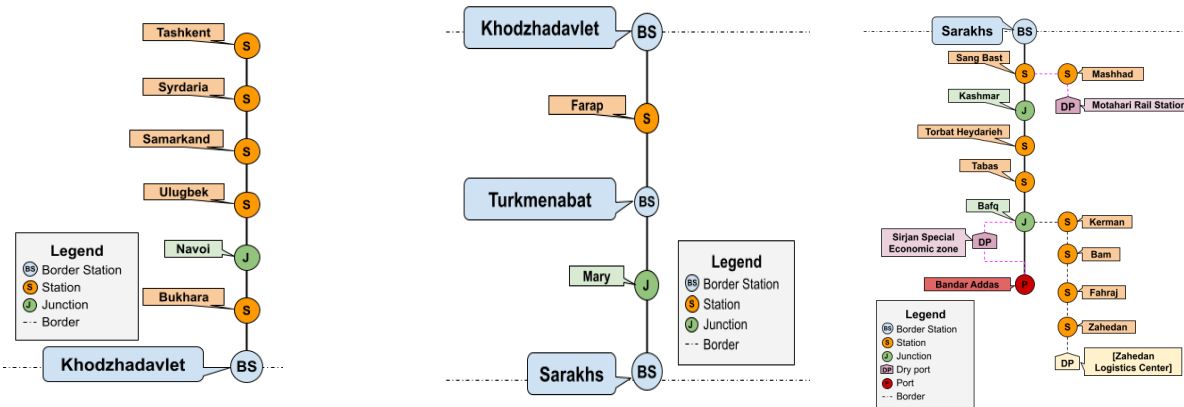 Tashkent
S
Syrdaria
S
Samarkand
S
Ulugbek
S
Navoi
J
Bukhara
S
Khodzhadavlet
BS
Legend
BS Border Station
S Station
J Junction
Border
Khodzhadavlet
BS
Farap
S
Turkmenabat
BS
Mary
J
Sarakhs
BS
Legend
BS Border Station
S Station
J Junction
Border
Sarakhs
BS
Sang Bast
S
S
Mashhad
Kashmar
J
DP
Motahari Rail Station
Torbat Heydarieh
S
Tabas
S
Bafq
J
S
Kerman
Sirjan Special
Economic zone
DP
S
Bam
Bandar Addas
P
S
Fahraj
S
Zahedan
DP
[Zahedan
Logistics Center]
Legend
BS Border Station
S Station
J Junction
DP Dry port
P Port
Border